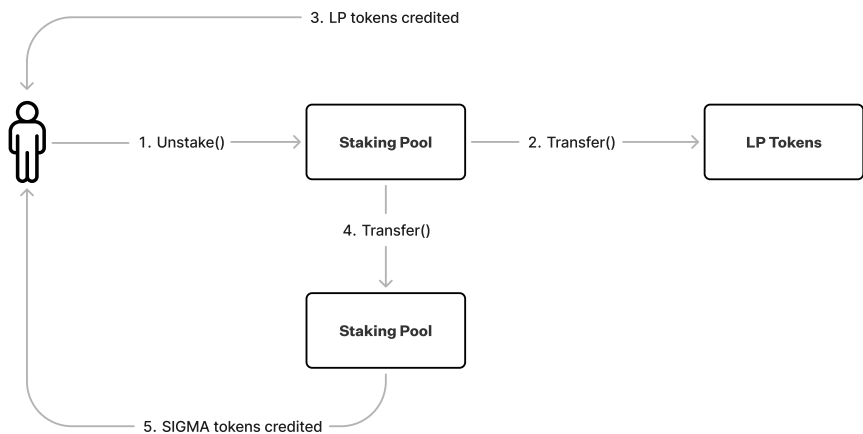 3. LP tokens credited
1. Unstake()
Staking Pool
2. Transfer()
LP Tokens
4. Transfer()
Staking Pool
5. SIGMA tokens credited